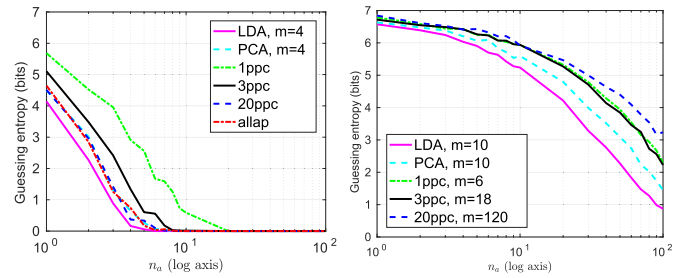 7
6
5
4
3
2
1
0
Guessing entropy (bits)
LDA, m=4
PCA, m=4
1ppc
3ppc
20ppc
allap
10^0
10^1
10^2
n_a (log axis)
7
6
5
4
3
2
1
0
Guessing entropy (bits)
LDA, m=10
PCA, m=10
1ppc, m=6
3ppc, m=18
20ppc, m=120
10^0
10^1
10^2
n_a (log axis)